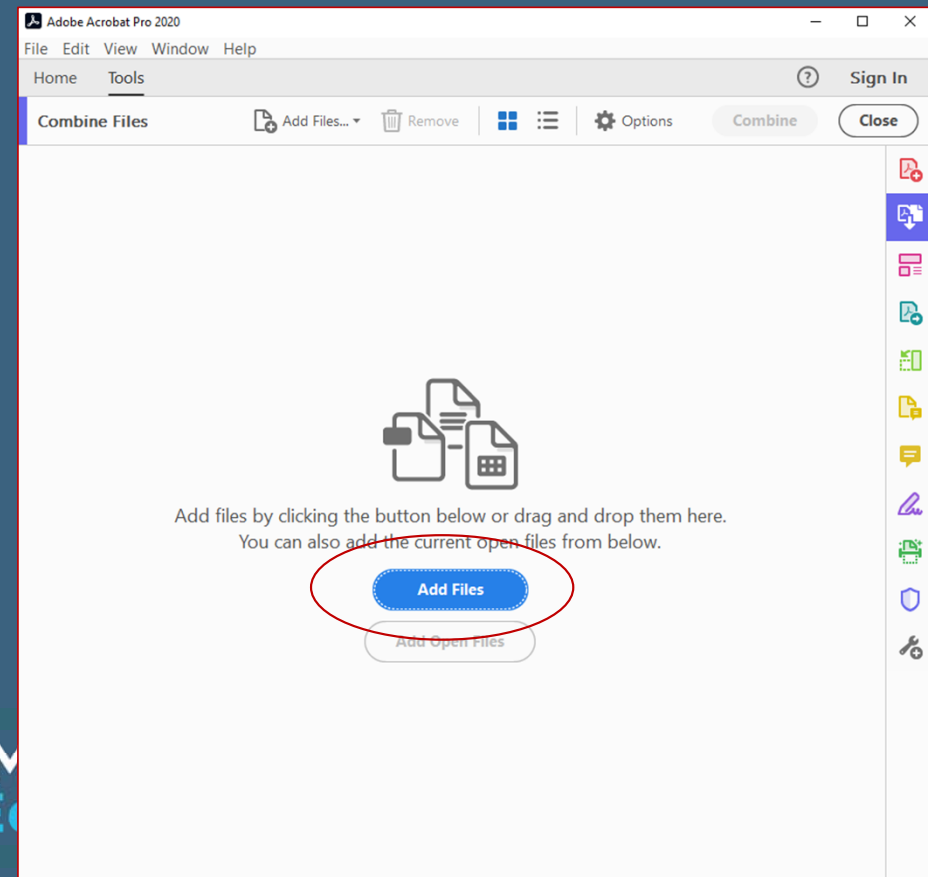 Adobe Acrobat Pro 2020
File Edit View Window Help
Home Tools Sign In
Combine Files Add Files... Remove Options Combine Close
Add files by clicking the button below or drag and drop them here.
You can also add the current open files from below.
Add Files
Add Open Files